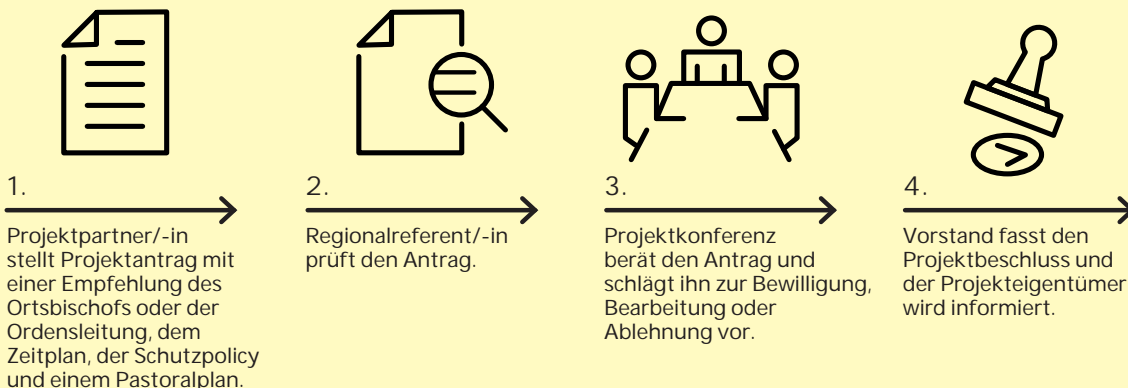 1.
Projektpartner/-in
stellt Projektantrag mit
einer Empfehlung des
Ortsbischofs oder der
Ordensleitung, dem
Zeitplan, der Schutzpolicy
und einem Pastoralplan.
2.
Regionalreferent/-in
prüft den Antrag.
3.
Projektkonferenz
berät den Antrag und
schlägt ihn zur Bewilligung,
Bearbeitung oder
Ablehnung vor.
4.
Vorstand fasst den
Projektbeschluss und
der Projekteigentümer
wird informiert.